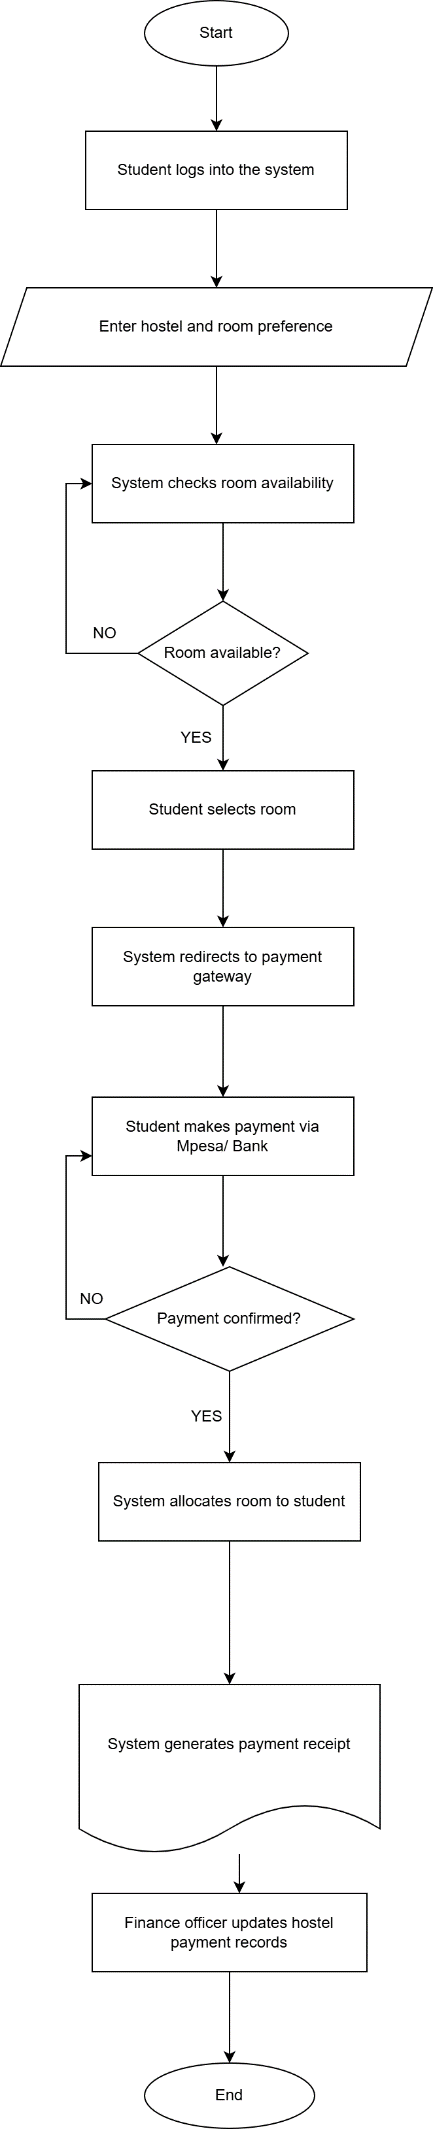 Start
Student logs into the system
Enter hostel and room preference
System checks room availability
NO
Room available?
YES
Student selects room
System redirects to payment
gateway
Student makes payment via
Mpesa/ Bank
NO
Payment confirmed?
YES
System allocates room to student
System generates payment receipt
Finance officer updates hostel
payment records
End